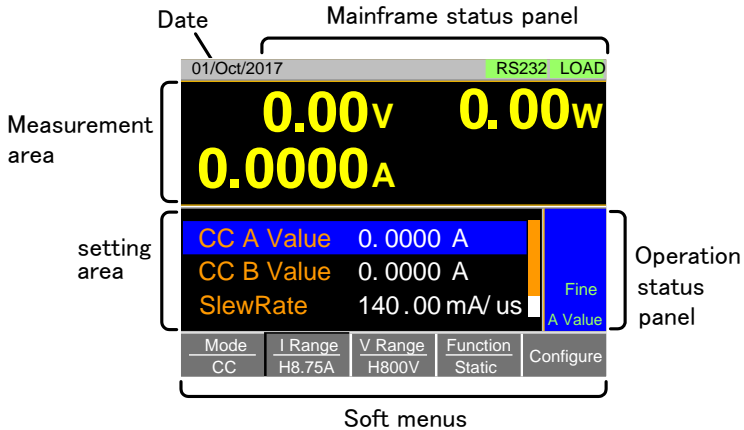 Date
Mainframe status panel
01/Oct/2017 RS232 LOAD
Measurement
area
0.00V 0.00W
0.0000A
setting
area
CC A Value 0.0000 A
CC B Value 0.0000 A
SlewRate 140.00 mA/us
Fine
A Value
Operation
status
panel
Mode I Range V Range Function Configure
CC H8.75A H800V Static
Soft menus